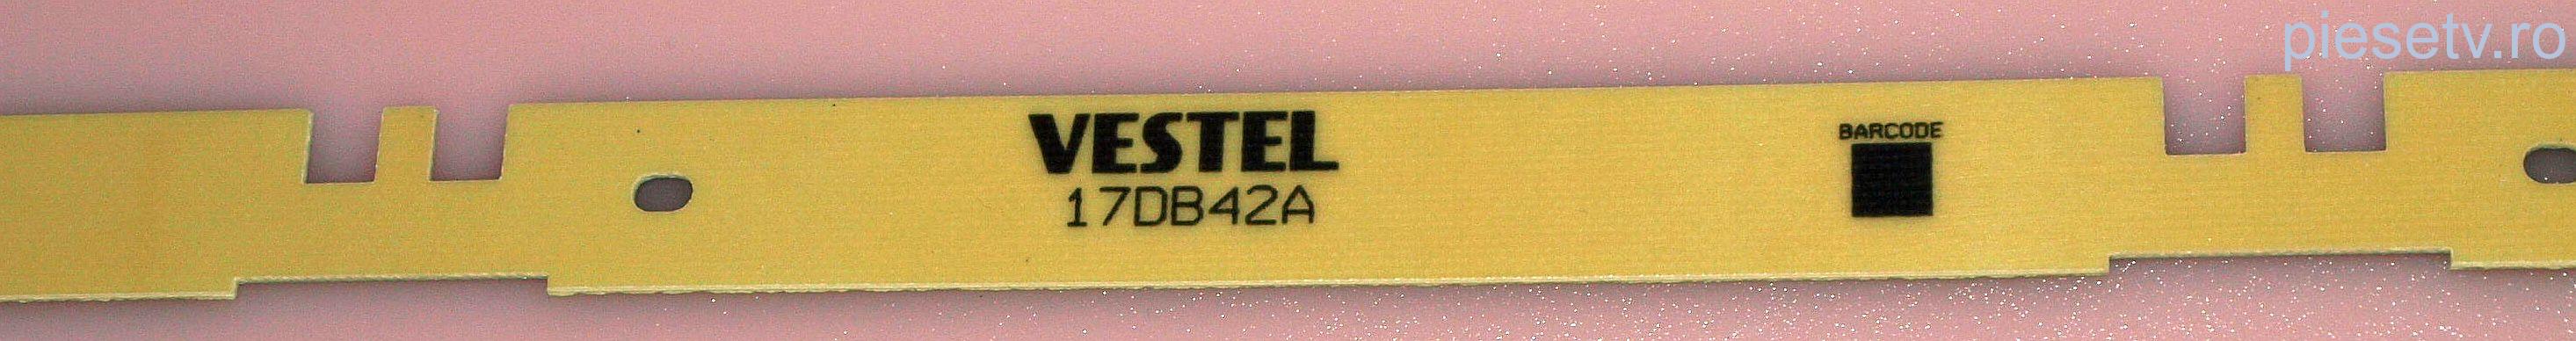 piesetv.ro
VESTEL
17DB42A
BARCODE